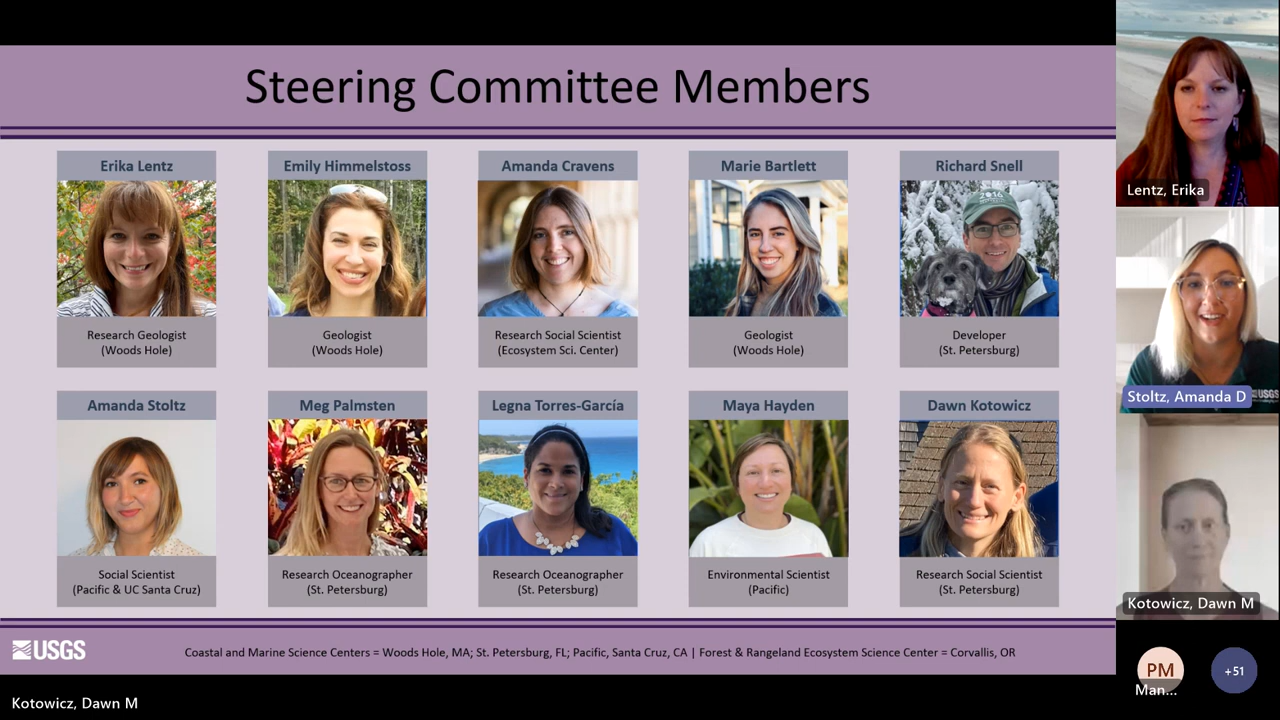 Steering Committee Members
Erika Lentz
Research Geologist
(Woods Hole)
Emily Himmelstoss
Geologist
(Woods Hole)
Amanda Cravens
Research Social Scientist
(Ecosystem Sci. Center)
Marie Bartlett
Geologist
(Woods Hole)
Richard Snell
2016
Developer
(St. Petersburg)
Amanda Stoltz
Social Scientist
(Pacific & UC Santa Cruz)
Meg Palmsten
Research Oceanographer
(St. Petersburg)
Legna Torres-García
Research Oceanographer
(St. Petersburg)
Maya Hayden
Environmental Scientist
(Pacific)
Dawn Kotowicz
Research Social Scientist
(St. Petersburg)
USGS
Coastal and Marine Science Centers = Woods Hole, MA; St. Petersburg, FL; Pacific, Santa Cruz, CA | Forest & Rangeland Ecosystem Science Center = Corvallis, OR
Kotowicz, Dawn M
Lentz, Erika
USGS
Stoltz, Amanda D
Kotowicz, Dawn M
PM
Man...
+51